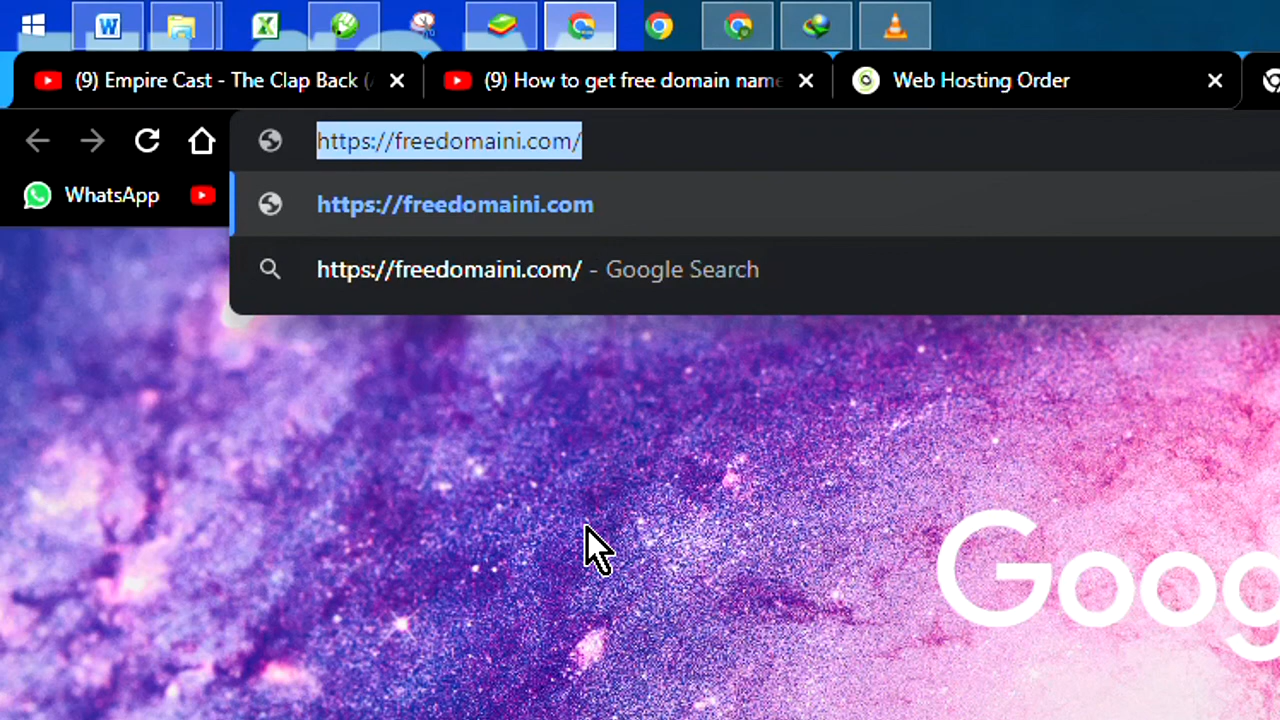 (9) Empire Cast - The Clap Back (
(9) How to get free domain name
Web Hosting Order
https://freedomaini.com/
WhatsApp
https://freedomaini.com
https://freedomaini.com/ - Google Search
Goog